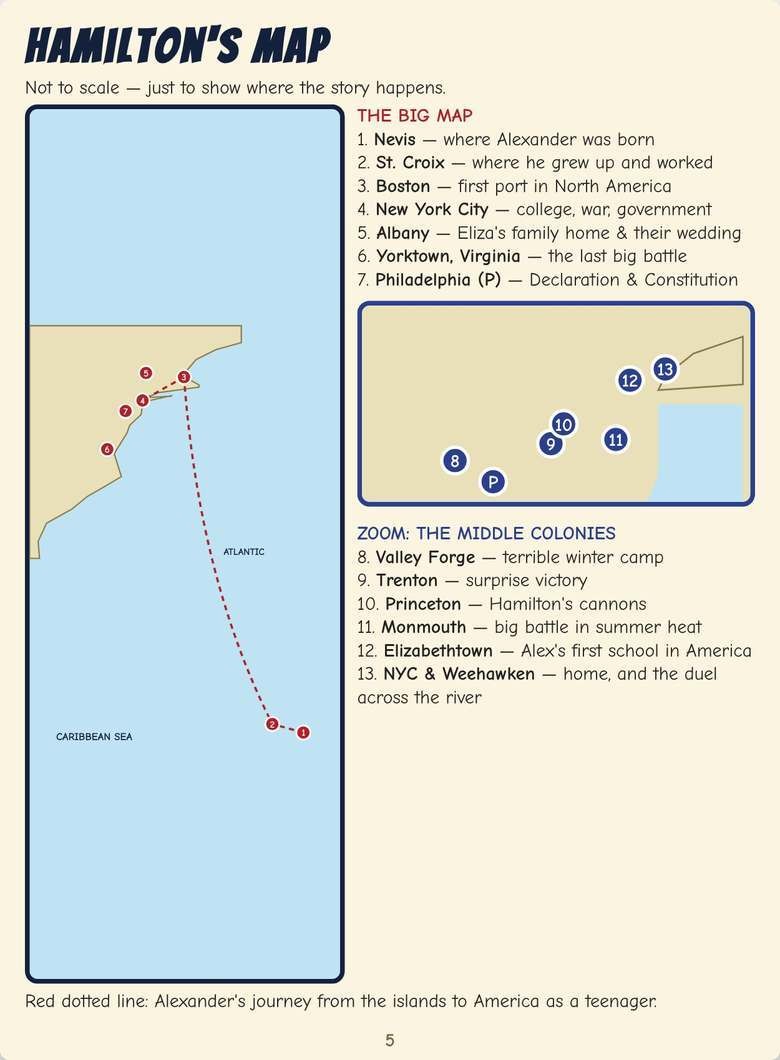 HAMILTON'S MAP
Not to scale — just to show where the story happens.
5
3
4
7
6
ATLANTIC
2
1
CARIBBEAN SEA
THE BIG MAP
1. Nevis — where Alexander was born
2. St. Croix — where he grew up and worked
3. Boston — first port in North America
4. New York City — college, war, government
5. Albany — Eliza's family home & their wedding
6. Yorktown, Virginia — the last big battle
7. Philadelphia (P) — Declaration & Constitution
13
12
10
11
9
8
P
ZOOM: THE MIDDLE COLONIES
8. Valley Forge — terrible winter camp
9. Trenton — surprise victory
10. Princeton — Hamilton's cannons
11. Monmouth — big battle in summer heat
12. Elizabethtown — Alex's first school in America
13. NYC & Weehawken — home, and the duel
across the river
Red dotted line: Alexander's journey from the islands to America as a teenager.
5